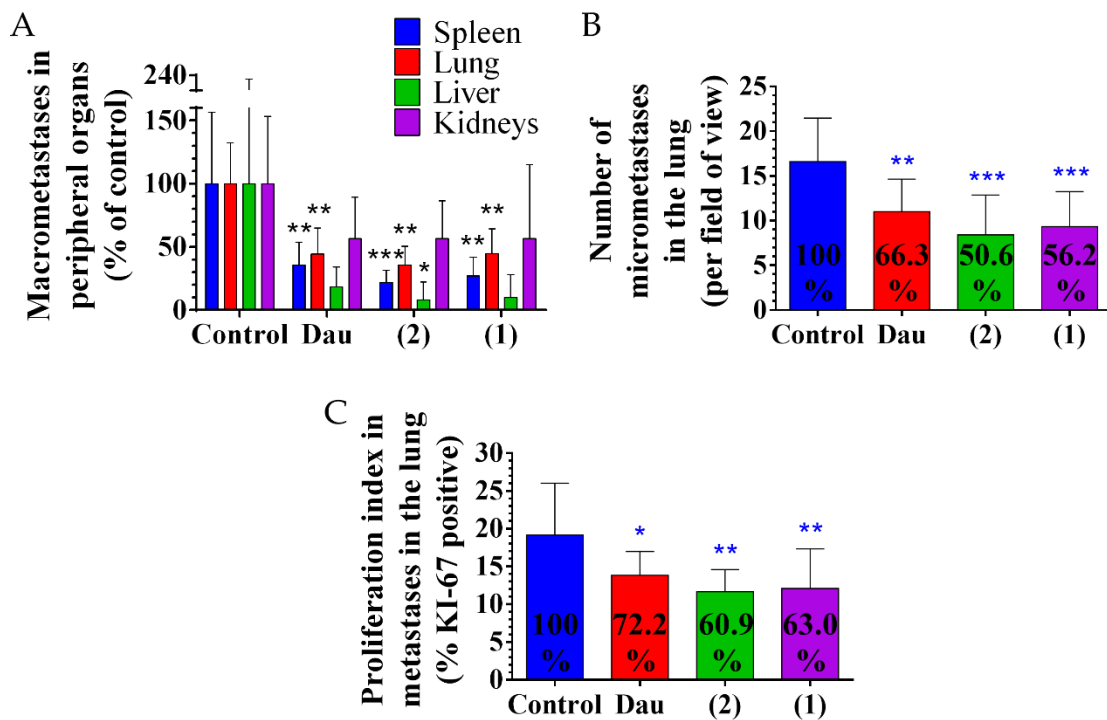 A
Macrometastases in
peripheral organs
(% of control)
240
150
100
50
0
Spleen
Lung
Liver
Kidneys
** **
*** ** *
** **
Control Dau (2) (1)
B
Number of
micrometastases
in the lung
(per field of view)
25
20
15
10
5
0
** *** ***
100 66.3 50.6 56.2
% % % %
Control Dau (2) (1)
C
Proliferation index in
metastases in the lung
(% KI-67 positive)
30
25
20
15
10
5
0
* ** **
100 72.2 60.9 63.0
% % % %
Control Dau (2) (1)